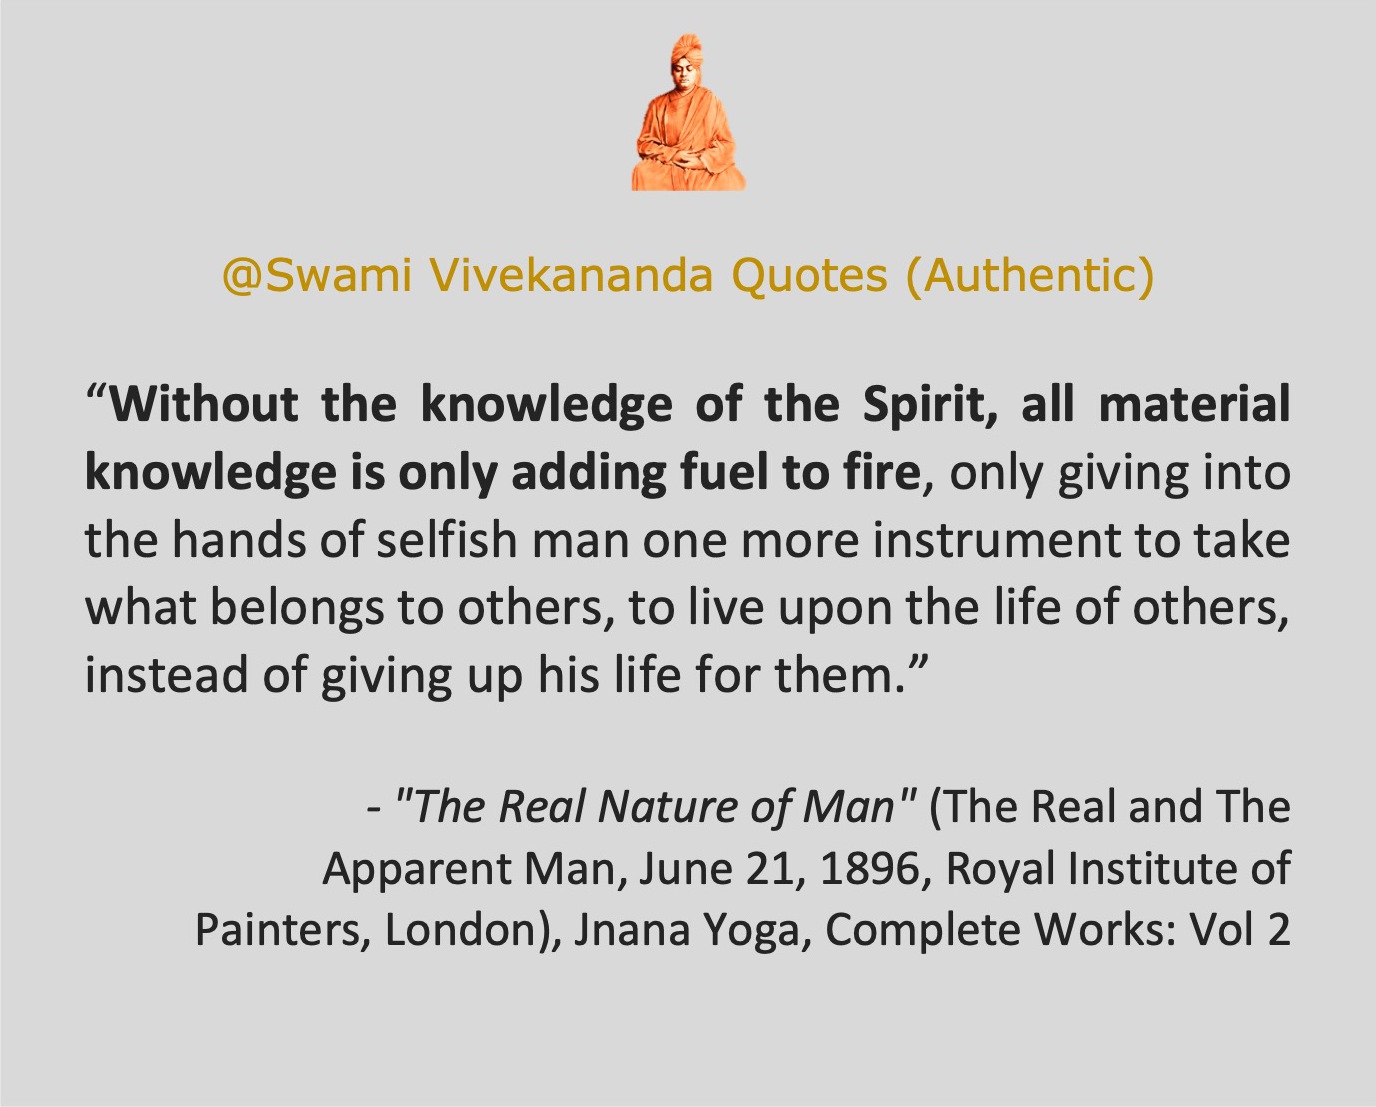 @Swami Vivekananda Quotes (Authentic)
“Without the knowledge of the Spirit, all material
knowledge is only adding fuel to fire, only giving into
the hands of selfish man one more instrument to take
what belongs to others, to live upon the life of others,
instead of giving up his life for them.”
- "The Real Nature of Man" (The Real and The
Apparent Man, June 21, 1896, Royal Institute of
Painters, London), Jnana Yoga, Complete Works: Vol 2